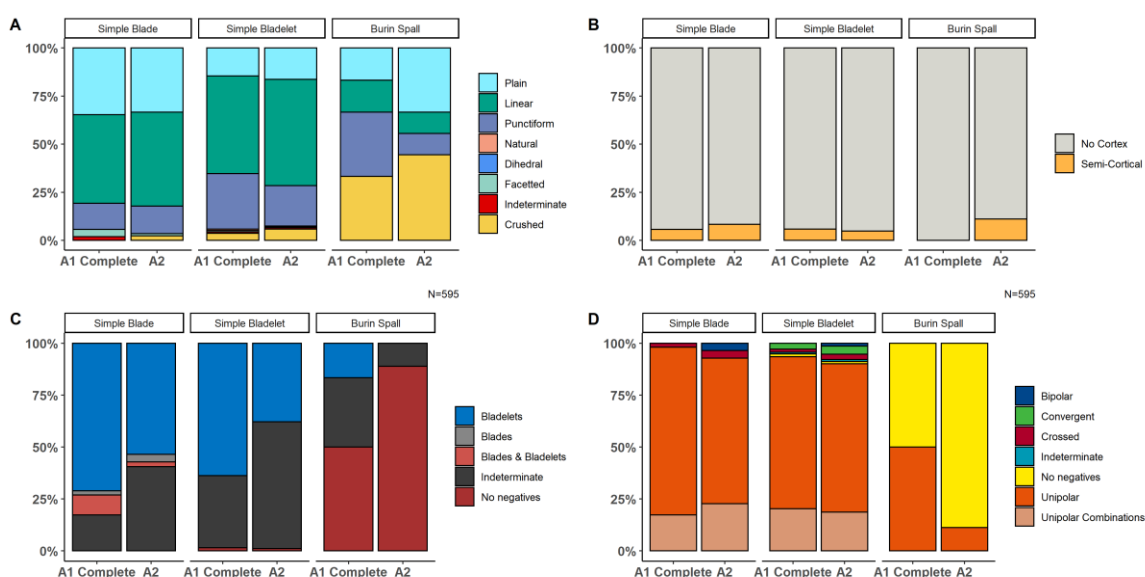 A
Simple Blade Simple Bladelet Burin Spall
100%
75%
50%
25%
0%
A1 Complete A2 A1 Complete A2 A1 Complete A2
Plain
Linear
Punctiform
Natural
Dihedral
Facetted
Indeterminate
Crushed
N=595
B
Simple Blade Simple Bladelet Burin Spall
100%
75%
50%
25%
0%
A1 Complete A2 A1 Complete A2 A1 Complete A2
No Cortex
Semi-Cortical
N=595
C
Simple Blade Simple Bladelet Burin Spall
100%
75%
50%
25%
0%
A1 Complete A2 A1 Complete A2 A1 Complete A2
Bladelets
Blades
Blades & Bladelets
Indeterminate
No negatives
D
Simple Blade Simple Bladelet Burin Spall
100%
75%
50%
25%
0%
A1 Complete A2 A1 Complete A2 A1 Complete A2
Bipolar
Convergent
Crossed
Indeterminate
No negatives
Unipolar
Unipolar Combinations